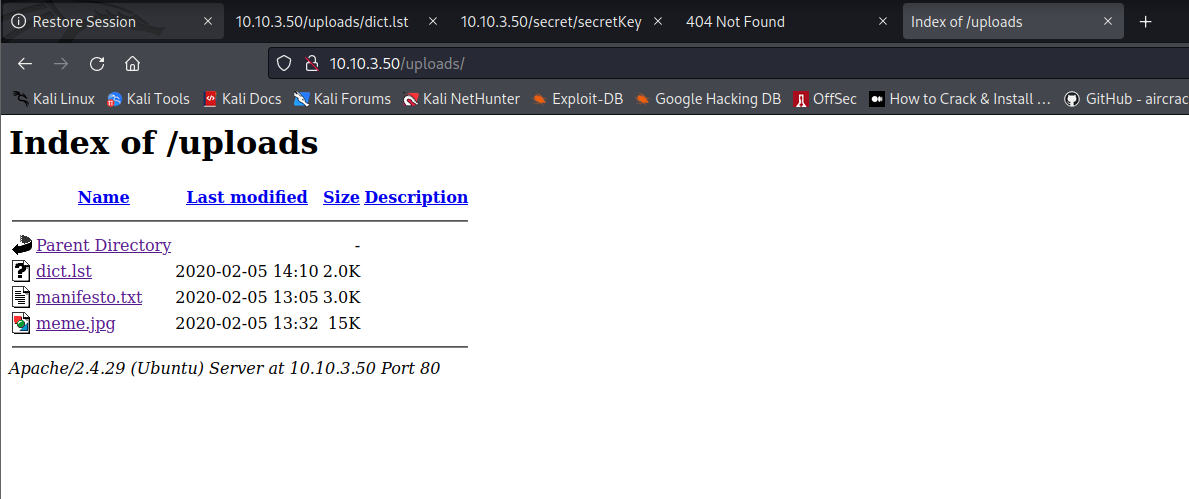 Restore Session 10.10.3.50/uploads/dict.lst 10.10.3.50/secret/secretKey 404 Not Found Index of /uploads
10.10.3.50/uploads/
Kali Linux Kali Tools Kali Docs Kali Forums Kali NetHunter Exploit-DB Google Hacking DB OffSec How to Crack & Install ... GitHub - aircrac
Index of /uploads
Name Last modified Size Description
Parent Directory -
dict.lst 2020-02-05 14:10 2.0K
manifesto.txt 2020-02-05 13:05 3.0K
meme.jpg 2020-02-05 13:32 15K
Apache/2.4.29 (Ubuntu) Server at 10.10.3.50 Port 80